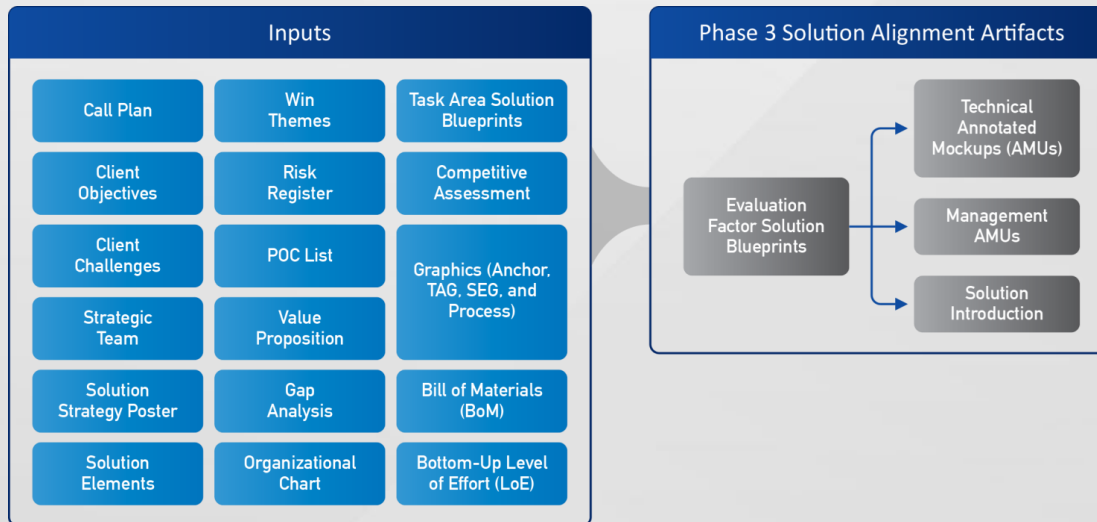 Inputs
Call Plan
Win
Themes
Task Area Solution
Blueprints
Client
Objectives
Risk
Register
Competitive
Assessment
Client
Challenges
POC List
Graphics (Anchor,
TAG, SEG, and
Process)
Strategic
Team
Value
Proposition
Solution
Strategy Poster
Gap
Analysis
Bill of Materials
(BoM)
Solution
Elements
Organizational
Chart
Bottom-Up Level
of Effort (LoE)
Phase 3 Solution Alignment Artifacts
Evaluation
Factor Solution
Blueprints
Technical
Annotated
Mockups (AMUs)
Management
AMUs
Solution
Introduction